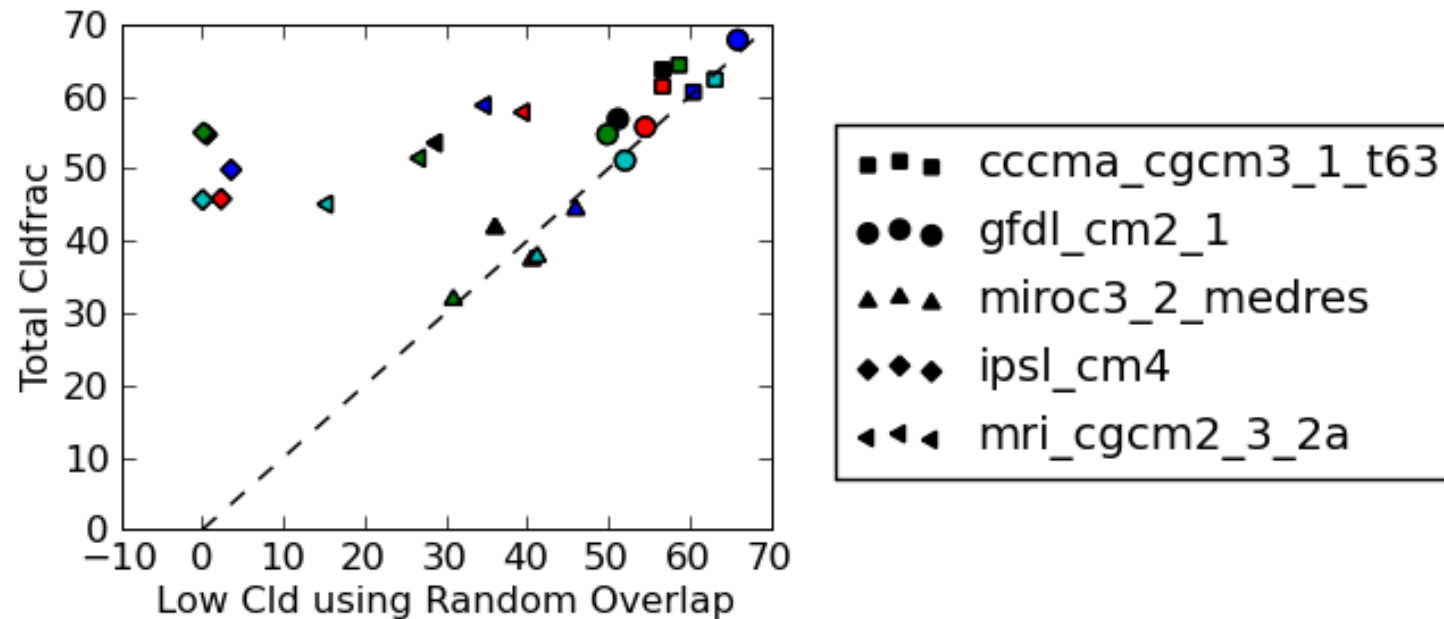 70
60
50
40
30
20
10
0
Total Cldfrac
−10 0 10 20 30 40 50 60 70
Low Cld using Random Overlap
cccma_cgcm3_1_t63
gfdl_cm2_1
miroc3_2_medres
ipsl_cm4
mri_cgcm2_3_2a